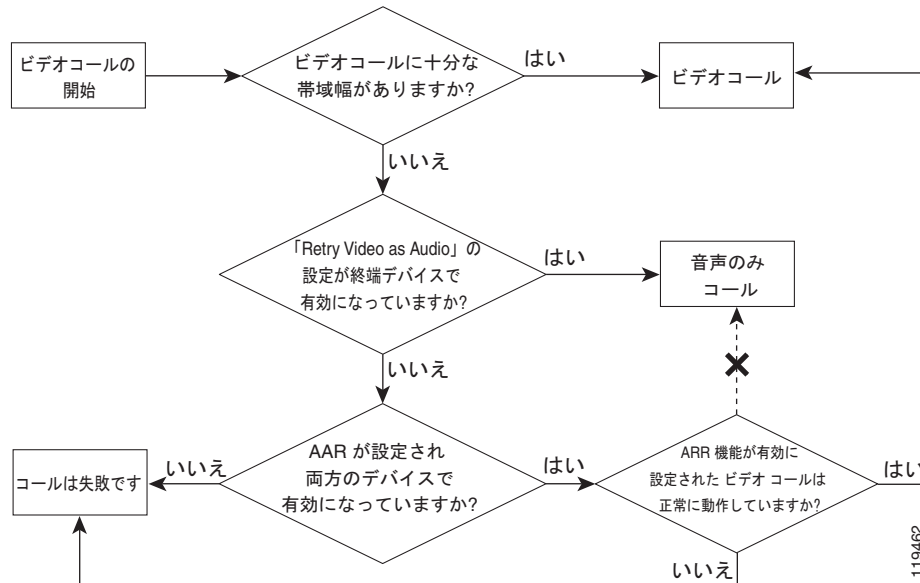 ビデオコールの
開始
ビデオコールに十分な
帯域幅がありますか?
はい
ビデオコール
いいえ
「Retry Video as Audio」の
設定が終端デバイスで
有効になっていますか?
はい
音声のみ
コール
いいえ
コールは失敗です
いいえ
AAR が設定され
両方のデバイスで
有効になっていますか?
はい
ARR 機能が有効に
設定された ビデオ コールは
正常に動作していますか?
はい
いいえ
119462